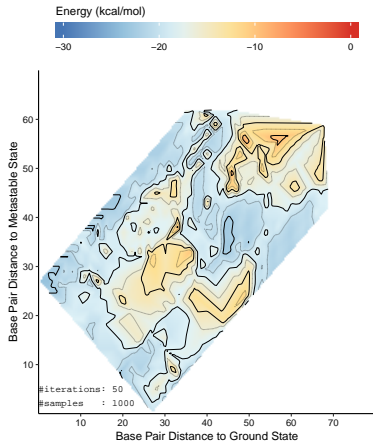 Energy (kcal/mol)
−30 −20 −10 0
Base Pair Distance to Metastable State
60
50
40
30
20
10
#iterations: 50
#samples   : 1000
10 20 30 40 50 60 70
Base Pair Distance to Ground State